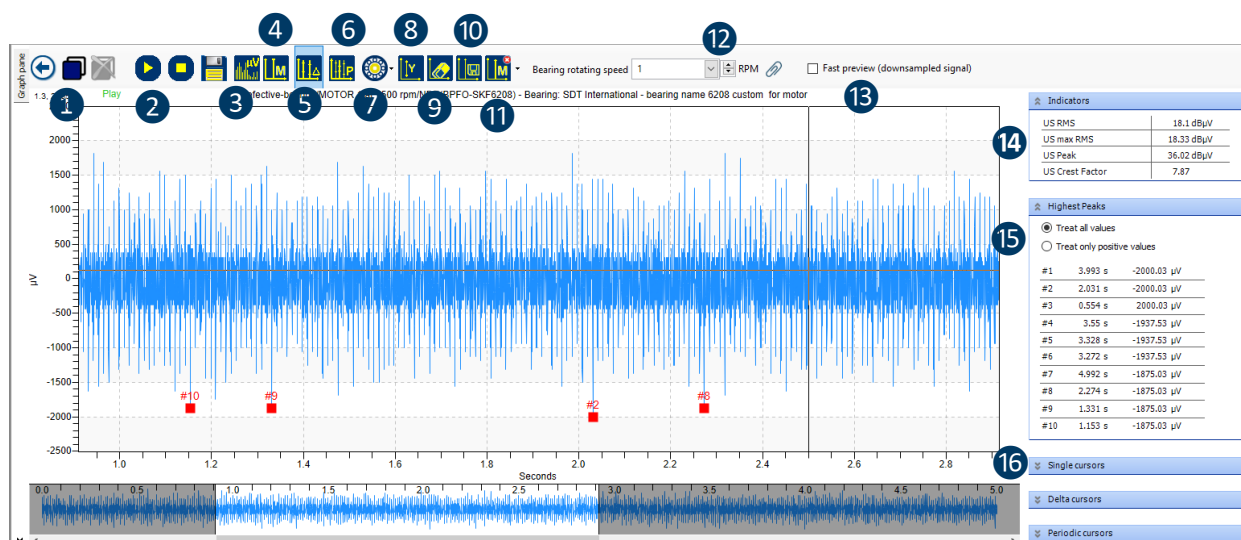 4 6 8 10 12
Graph pane
µV M P Y M Bearing rotating speed 1 RPM Fast preview (downsampled signal)
1.3. Play efective-b /MOTOR 500 rpm/N BPFO-SKF6208) - Bearing: SDT International - bearing name 6208 custom for motor
1 2 3 5 7 9 11 13
2000
1500
1000
500
0
-500
-1000
-1500
-2000
-2500
µV
#10 #9 #2 #8
1.0 1.2 1.4 1.6 1.8 2.0 2.2 2.4 2.6 2.8
Seconds
0.0 0.5 1.0 1.5 2.0 2.5 3.0 3.5 4.0 4.5 5.0
14
Indicators
US RMS 18.1 dBµV
US max RMS 18.33 dBµV
US Peak 36.02 dBµV
US Crest Factor 7.87
15
Highest Peaks
Treat all values
Treat only positive values
#1 3.993 s -2000.03 µV
#2 2.031 s -2000.03 µV
#3 0.554 s 2000.03 µV
#4 3.55 s -1937.53 µV
#5 3.328 s -1937.53 µV
#6 3.272 s -1937.53 µV
#7 4.992 s -1875.03 µV
#8 2.274 s -1875.03 µV
#9 1.331 s -1875.03 µV
#10 1.153 s -1875.03 µV
16
Single cursors
Delta cursors
Periodic cursors